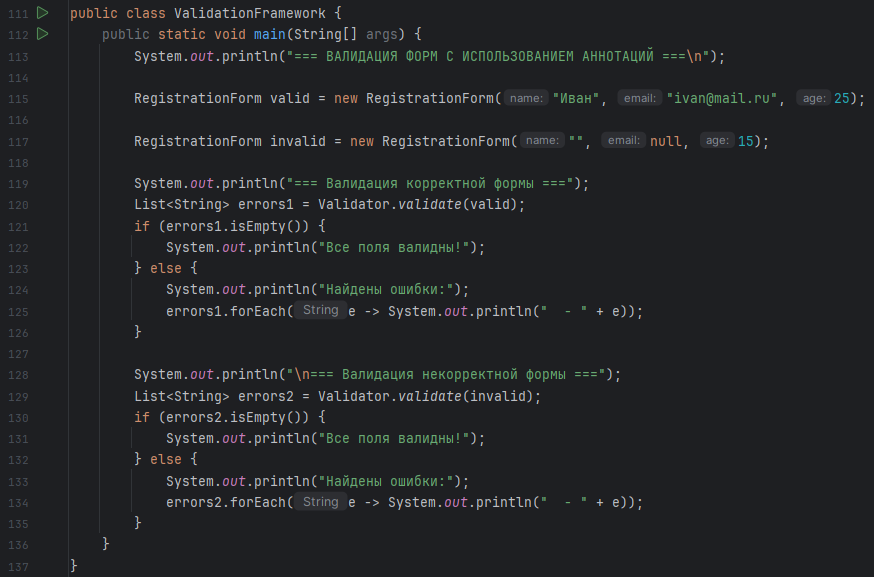 111 public class ValidationFramework {
112 public static void main(String[] args) {
113 System.out.println("=== ВАЛИДАЦИЯ ФОРМ С ИСПОЛЬЗОВАНИЕМ АННОТАЦИЙ ===\n");
114
115 RegistrationForm valid = new RegistrationForm( name: "Иван", email: "ivan@mail.ru", age: 25);
116
117 RegistrationForm invalid = new RegistrationForm( name: "", email: null, age: 15);
118
119 System.out.println("=== Валидация корректной формы ===");
120 List<String> errors1 = Validator.validate(valid);
121 if (errors1.isEmpty()) {
122 System.out.println("Все поля валидны!");
123 } else {
124 System.out.println("Найдены ошибки:");
125 errors1.forEach( String e -> System.out.println("  - " + e));
126 }
127
128 System.out.println("\n=== Валидация некорректной формы ===");
129 List<String> errors2 = Validator.validate(invalid);
130 if (errors2.isEmpty()) {
131 System.out.println("Все поля валидны!");
132 } else {
133 System.out.println("Найдены ошибки:");
134 errors2.forEach( String e -> System.out.println("  - " + e));
135 }
136 }
137 }